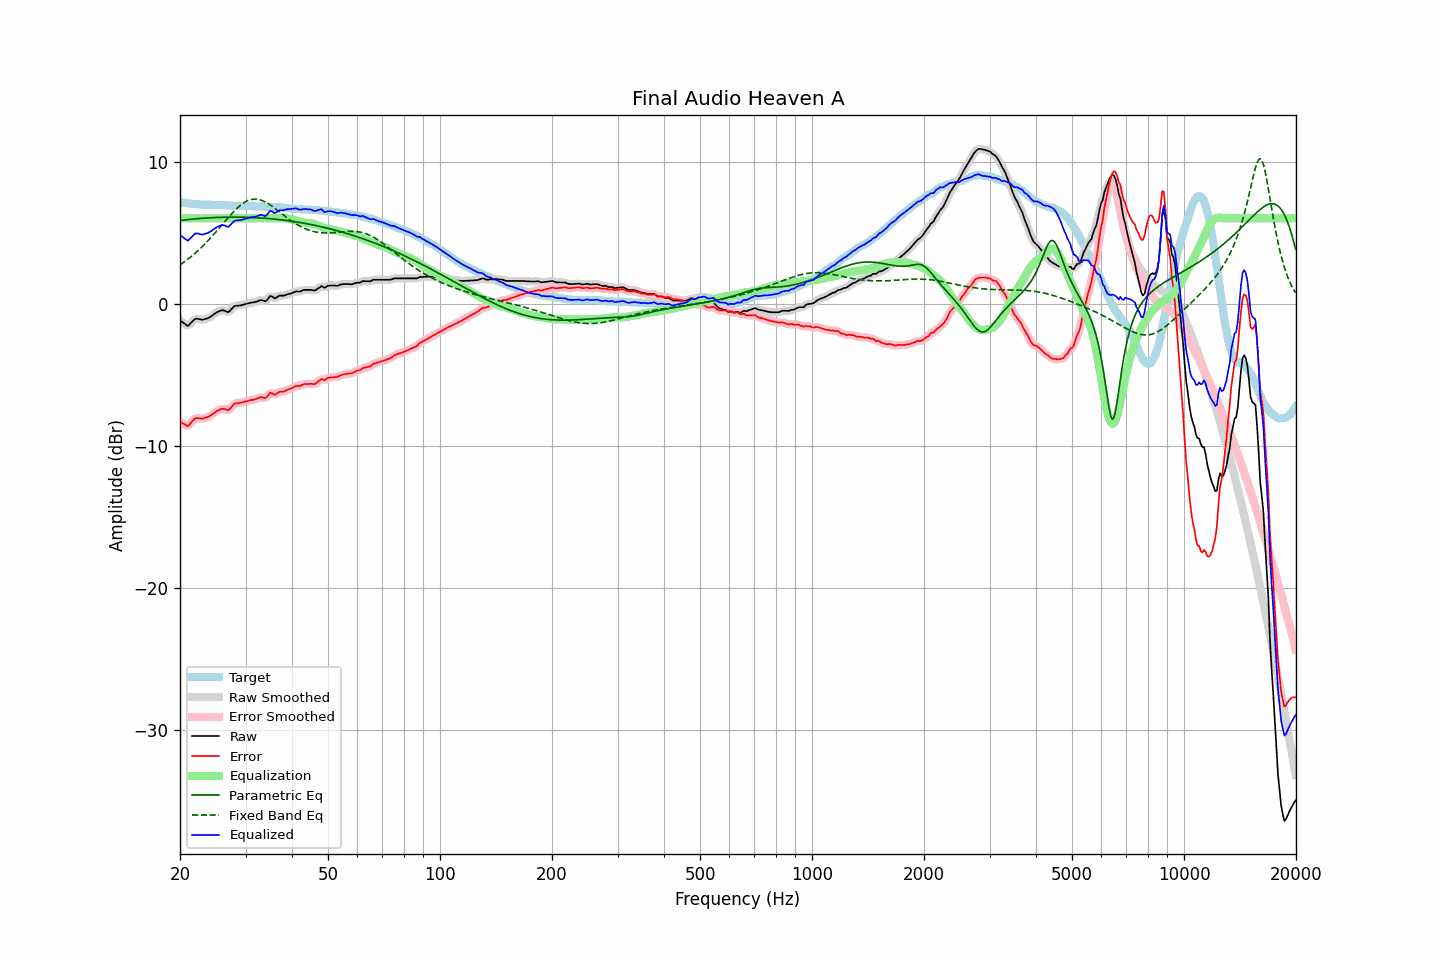 Final Audio Heaven A
Amplitude (dBr)
10
0
−10
−20
−30
Target
Raw Smoothed
Error Smoothed
Raw
Error
Equalization
Parametric Eq
Fixed Band Eq
Equalized
20 50 100 200 500 1000 2000 5000 10000 20000
Frequency (Hz)